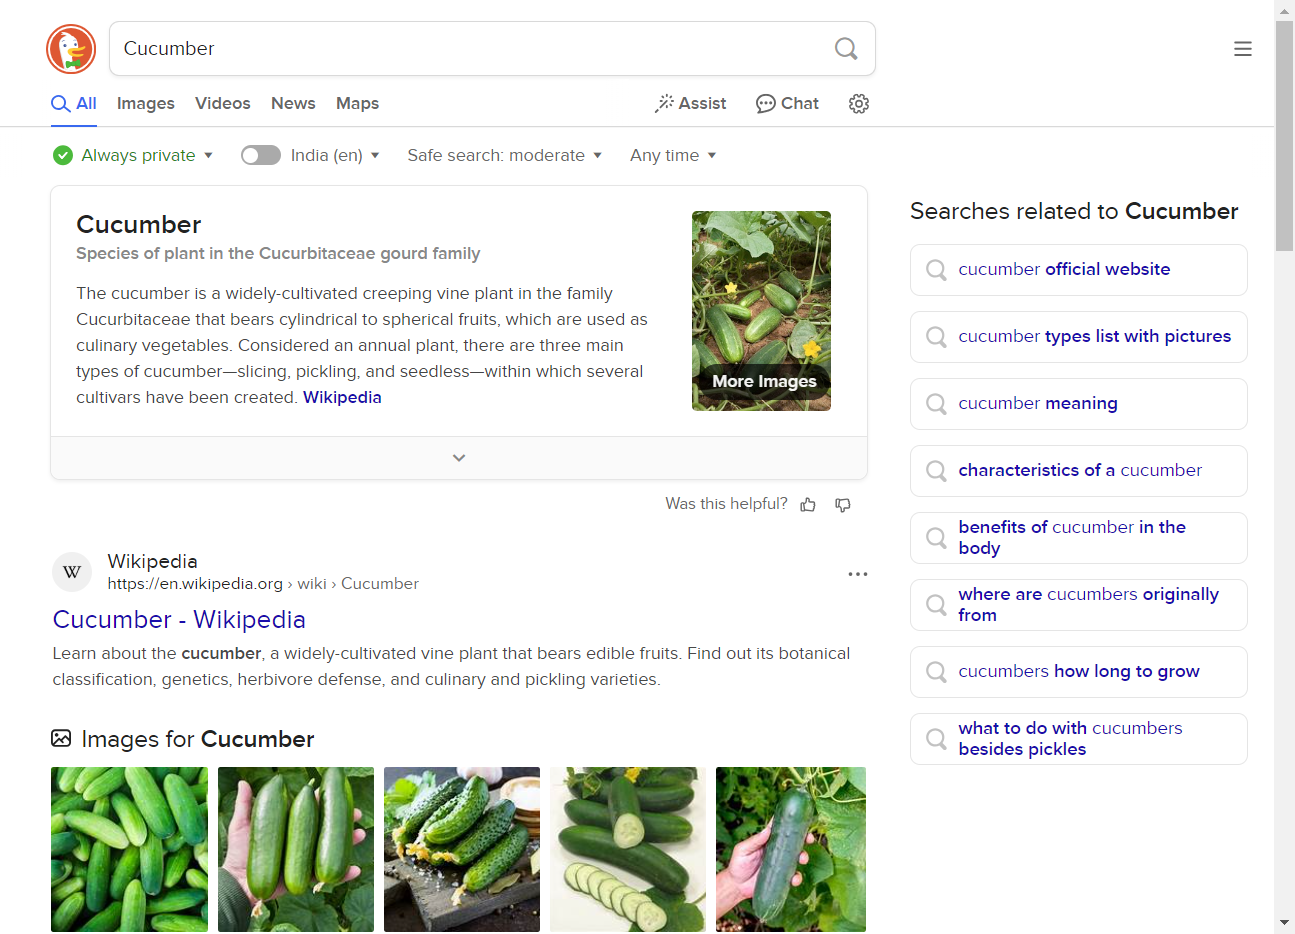 Cucumber
All Images Videos News Maps Assist Chat
Always private India (en) Safe search: moderate Any time
Cucumber
Species of plant in the Cucurbitaceae gourd family
The cucumber is a widely-cultivated creeping vine plant in the family
Cucurbitaceae that bears cylindrical to spherical fruits, which are used as
culinary vegetables. Considered an annual plant, there are three main
types of cucumber—slicing, pickling, and seedless—within which several
cultivars have been created. Wikipedia
More Images
Was this helpful?
W
Wikipedia
https://en.wikipedia.org › wiki › Cucumber
Cucumber - Wikipedia
Learn about the cucumber, a widely-cultivated vine plant that bears edible fruits. Find out its botanical
classification, genetics, herbivore defense, and culinary and pickling varieties.
Images for Cucumber
Searches related to Cucumber
cucumber official website
cucumber types list with pictures
cucumber meaning
characteristics of a cucumber
benefits of cucumber in the
body
where are cucumbers originally
from
cucumbers how long to grow
what to do with cucumbers
besides pickles